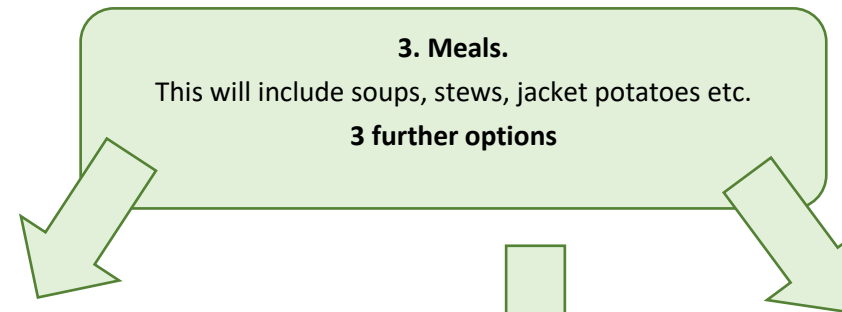 3. Meals.
This will include soups, stews, jacket potatoes etc.
3 further options